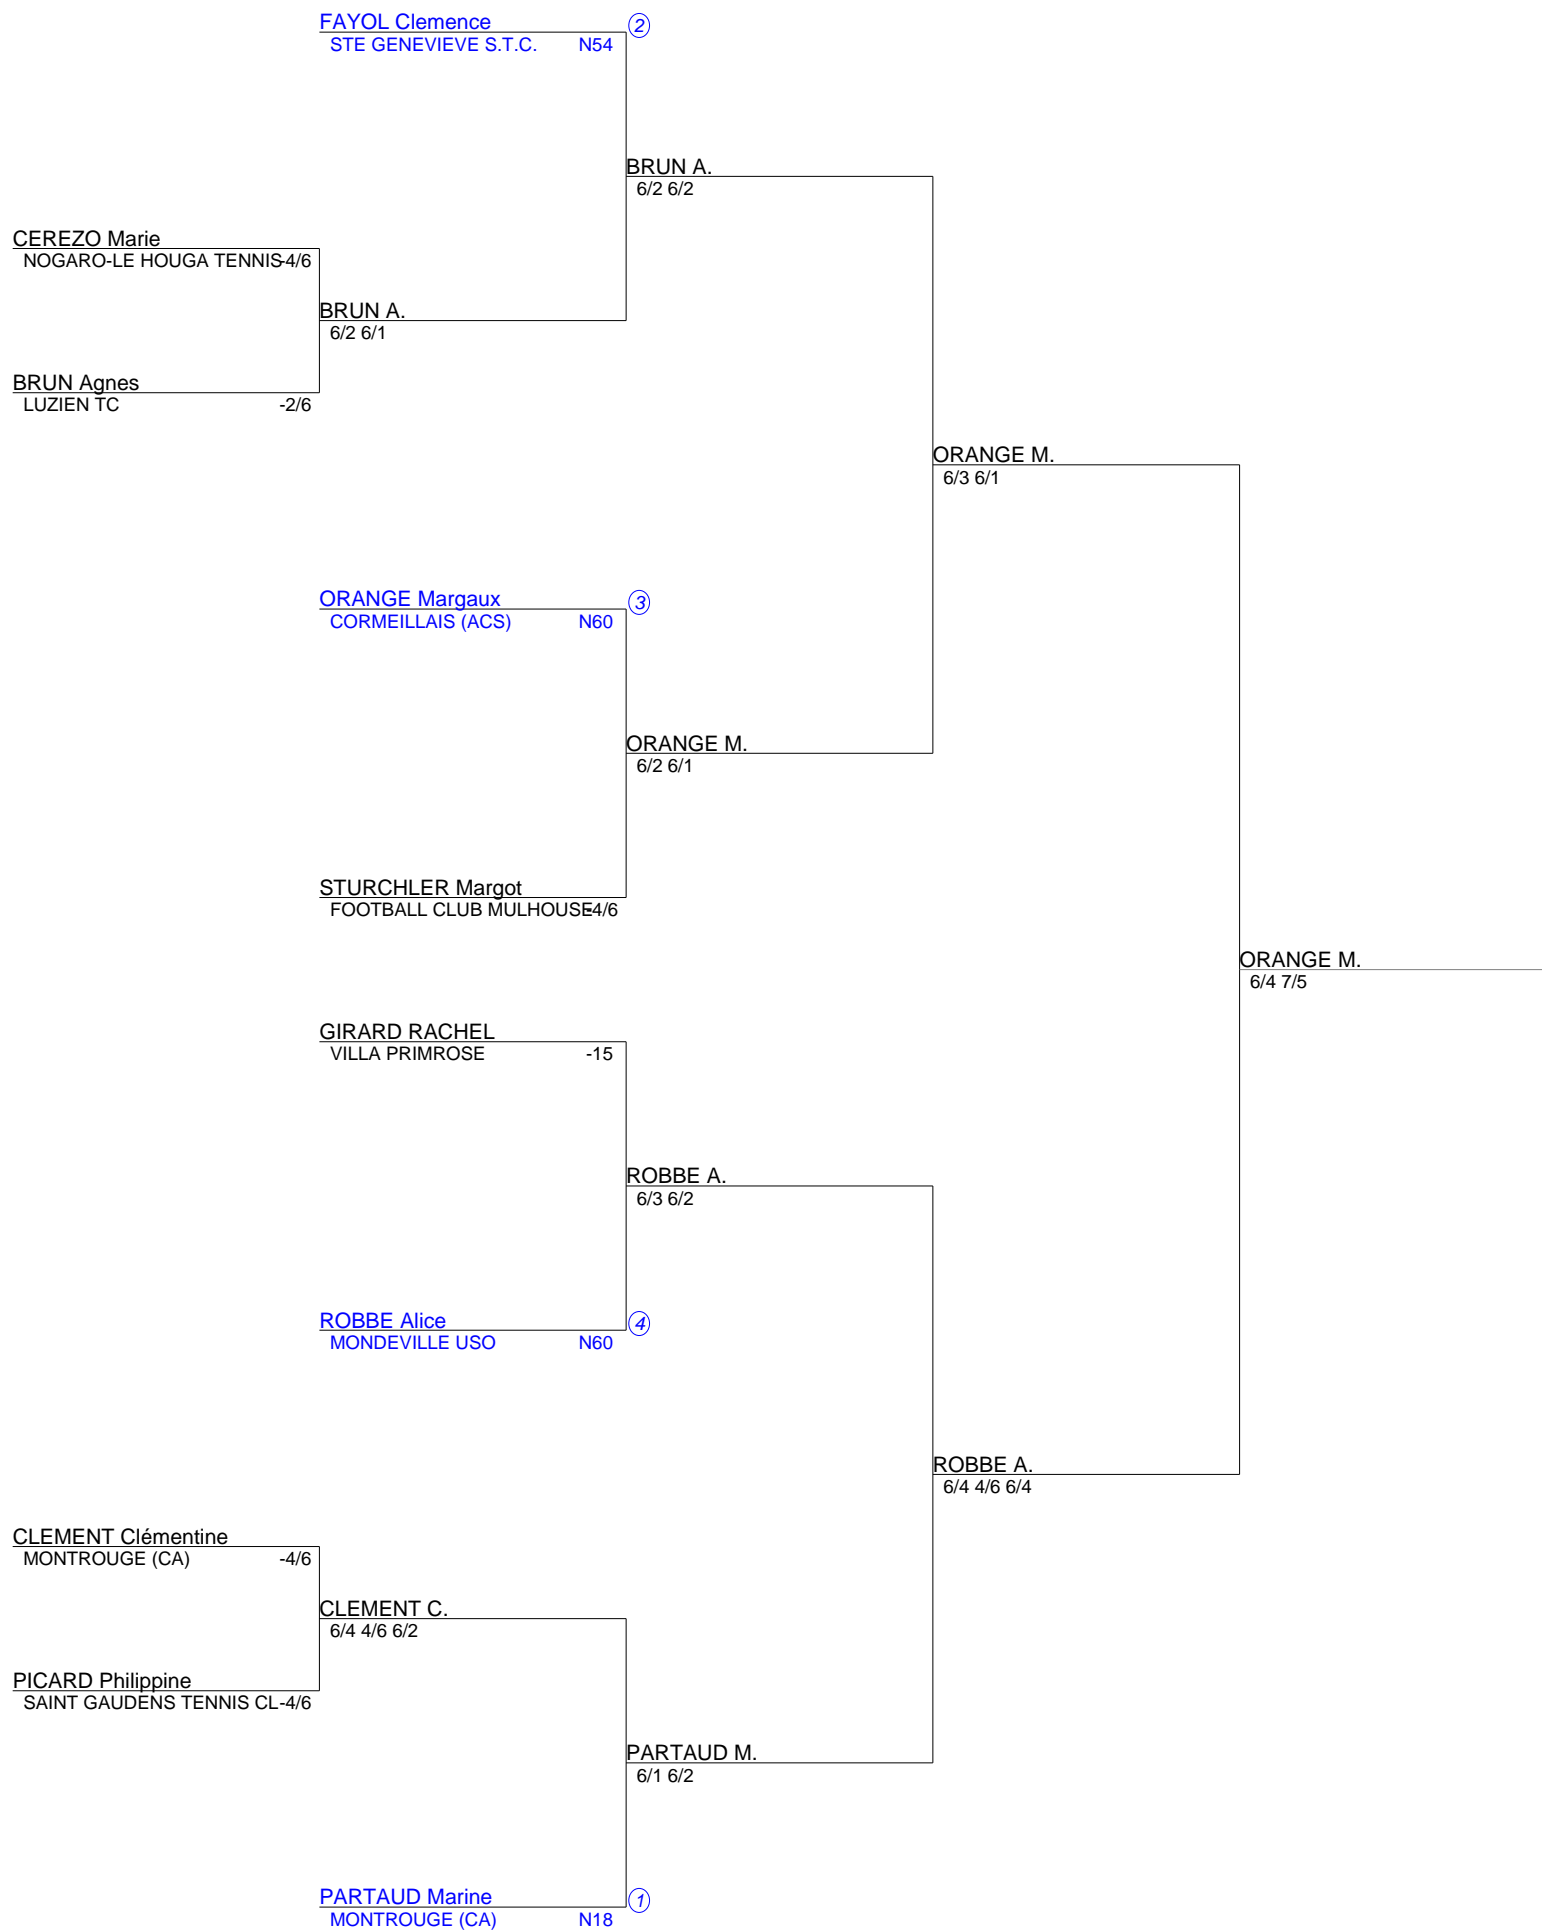 FAYOL Clemence 2
STE GENEVIEVE S.T.C. N54
BRUN A.
6/2 6/2
CEREZO Marie
NOGARO-LE HOUGA TENNIS-4/6
BRUN A.
6/2 6/1
BRUN Agnes
LUZIEN TC -2/6
ORANGE M.
6/3 6/1
ORANGE Margaux 3
CORMEILLAIS (ACS) N60
ORANGE M.
6/2 6/1
STURCHLER Margot
FOOTBALL CLUB MULHOUSE-4/6
ORANGE M.
6/4 7/5
GIRARD RACHEL
VILLA PRIMROSE -15
ROBBE A.
6/3 6/2
ROBBE Alice 4
MONDEVILLE USO N60
ROBBE A.
6/4 4/6 6/4
CLEMENT Clémentine
MONTROUGE (CA) -4/6
CLEMENT C.
6/4 4/6 6/2
PICARD Philippine
SAINT GAUDENS TENNIS CL-4/6
PARTAUD M.
6/1 6/2
PARTAUD Marine 1
MONTROUGE (CA) N18